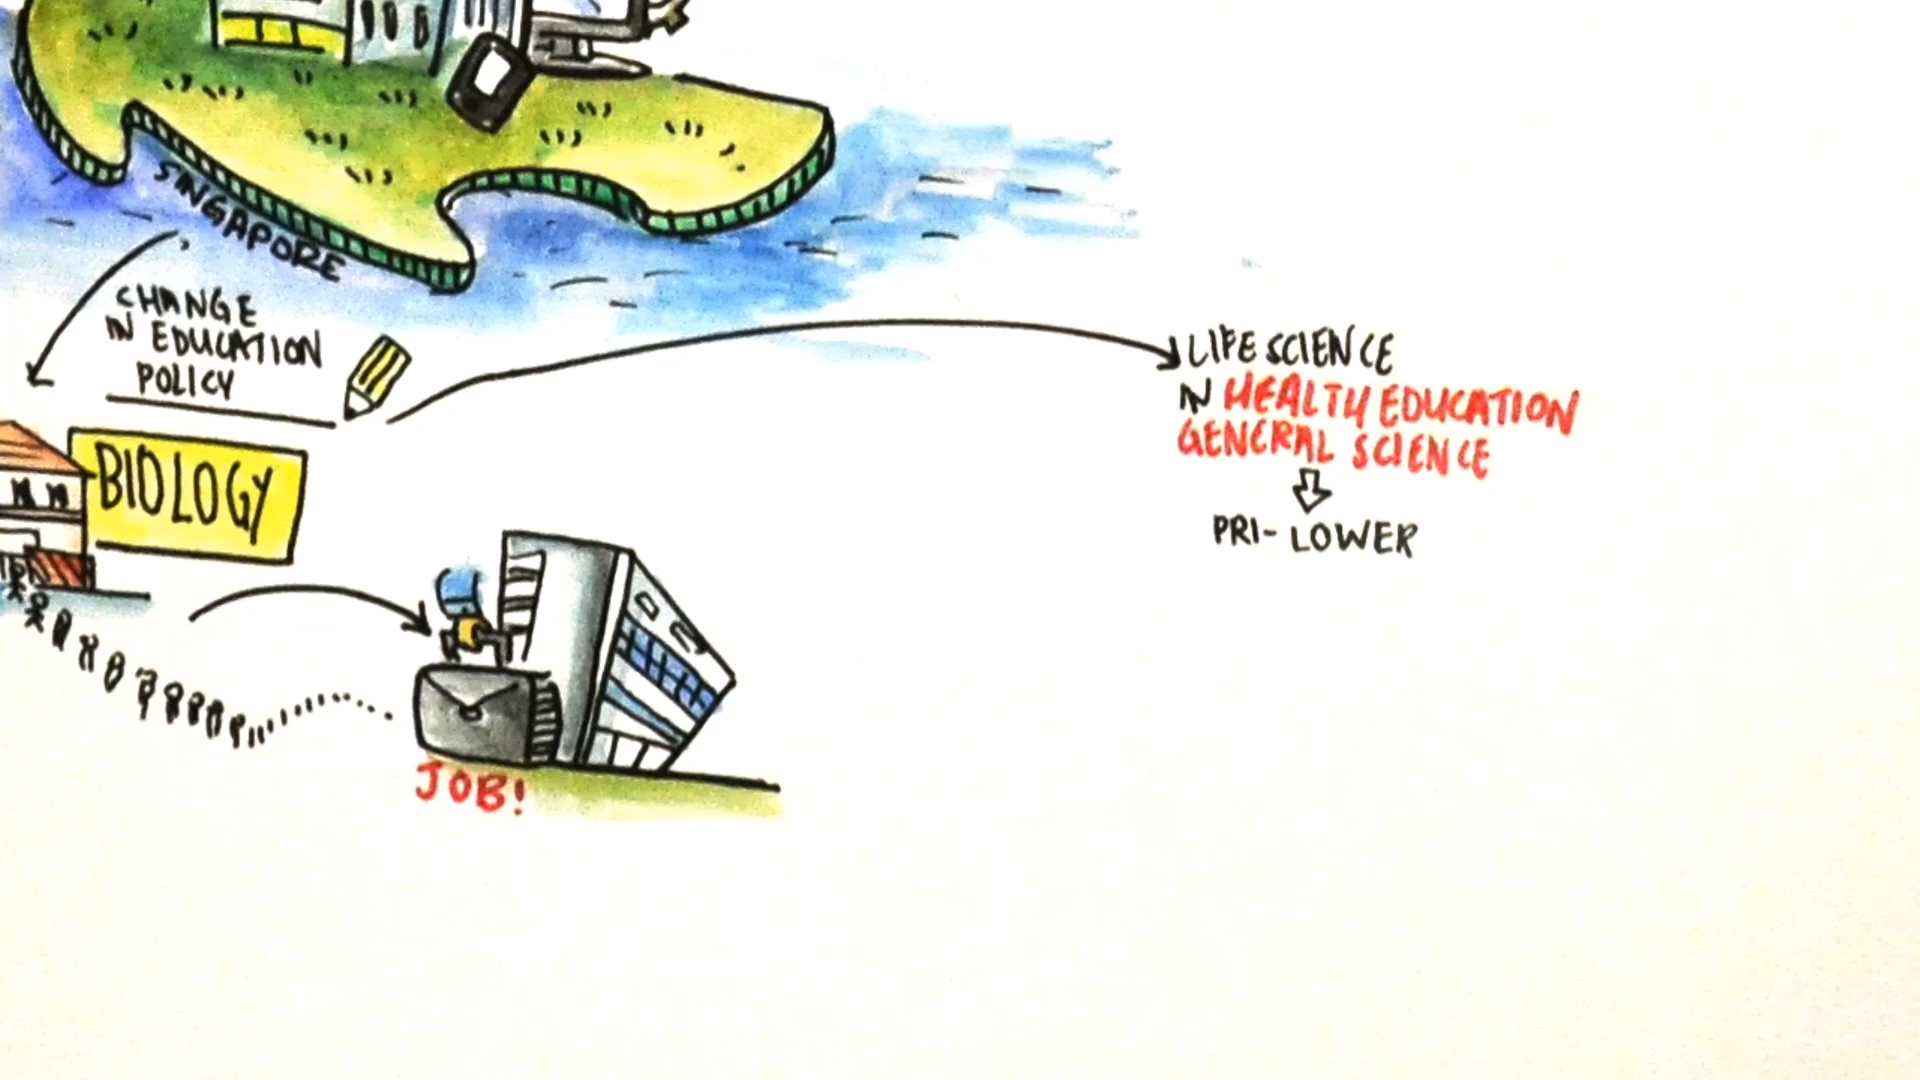 SINGAPORE
CHANGE
IN EDUCATION
POLICY
BIOLOGY
LIFE SCIENCE
IN HEALTH EDUCATION
GENERAL SCIENCE
PRI-LOWER
JOB!